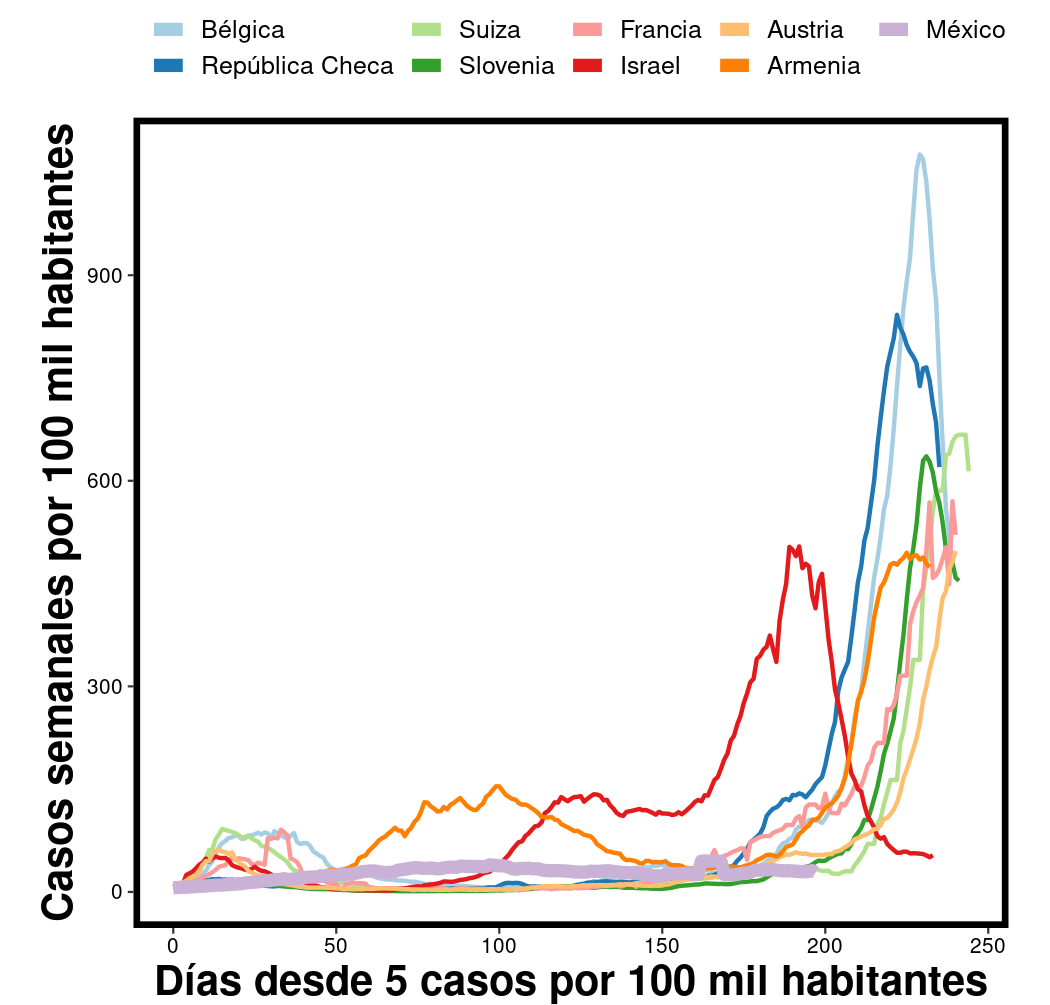 Bélgica Suiza Francia Austria México
República Checa Slovenia Israel Armenia
Casos semanales por 100 mil habitantes
900
600
300
0
0 50 100 150 200 250
Días desde 5 casos por 100 mil habitantes